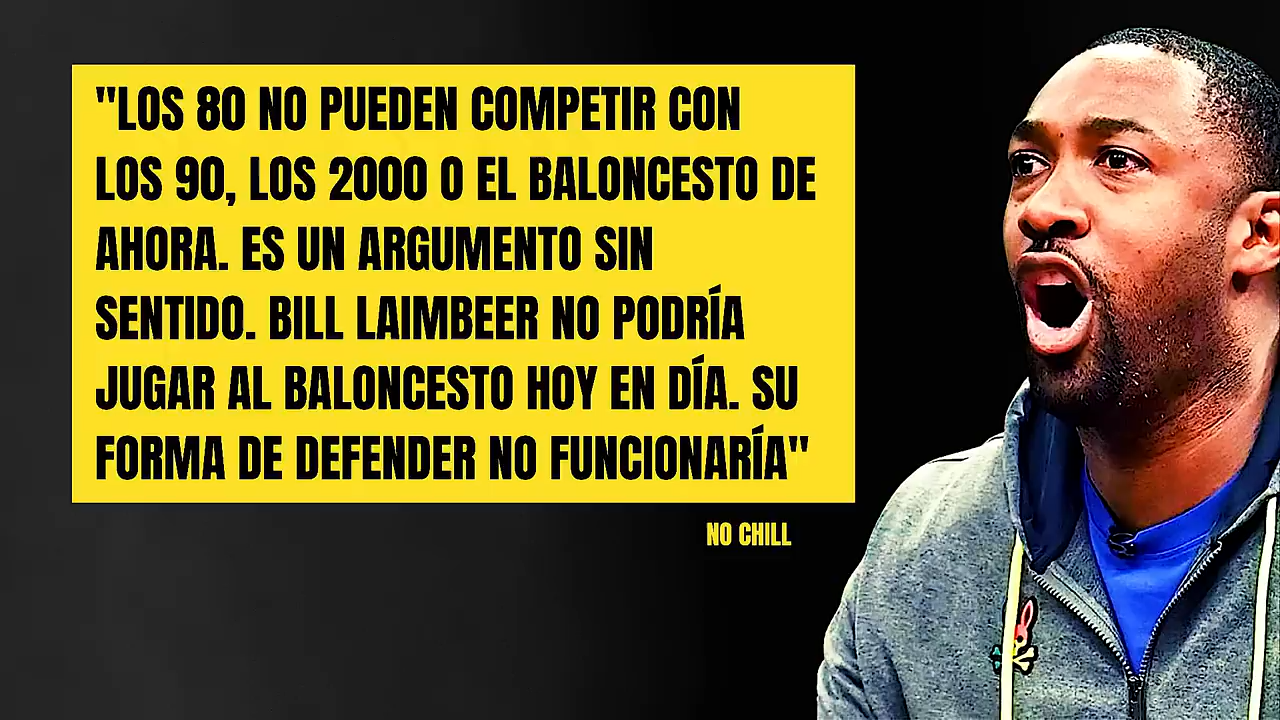 "LOS 80 NO PUEDEN COMPETIR CON
LOS 90, LOS 2000 O EL BALONCESTO DE
AHORA. ES UN ARGUMENTO SIN
SENTIDO. BILL LAIMBEER NO PODRÍA
JUGAR AL BALONCESTO HOY EN DÍA. SU
FORMA DE DEFENDER NO FUNCIONARÍA"
NO CHILL